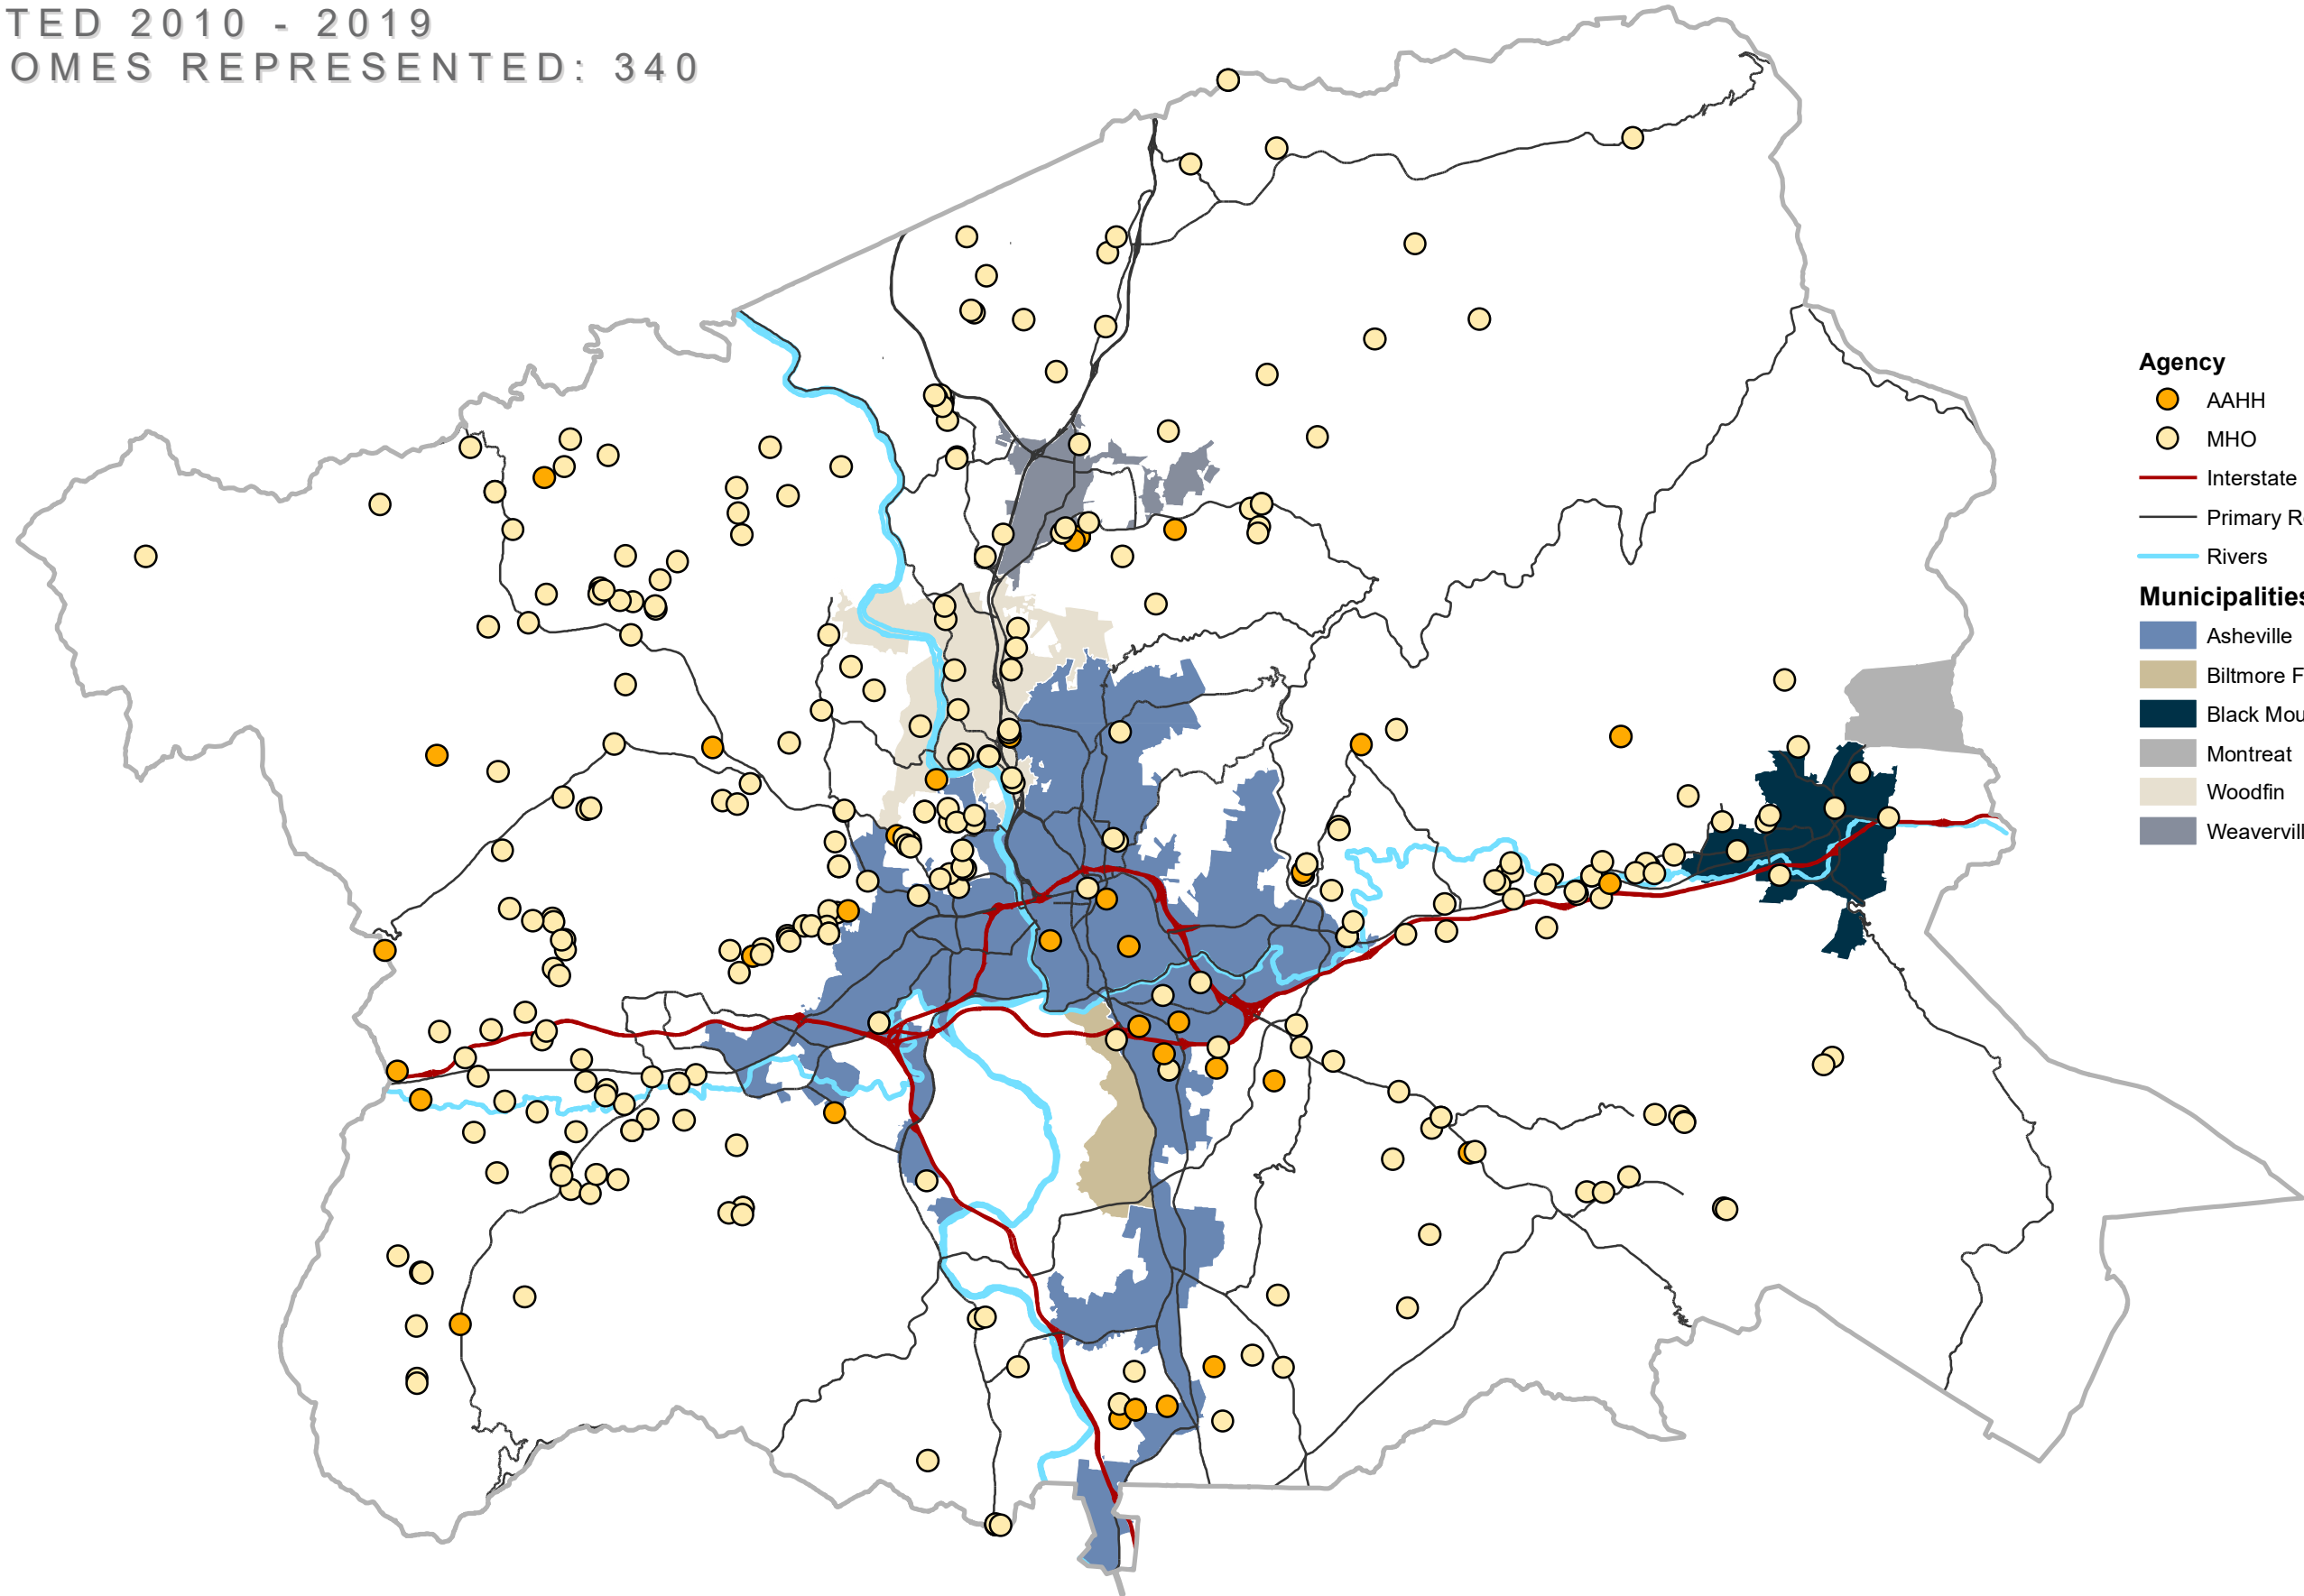 TED 2010 - 2019
OMES REPRESENTED: 340
Agency
AAHH
MHO
Interstate
Primary R
Rivers
Municipalities
Asheville
Biltmore F
Black Mou
Montreat
Woodfin
Weavervill